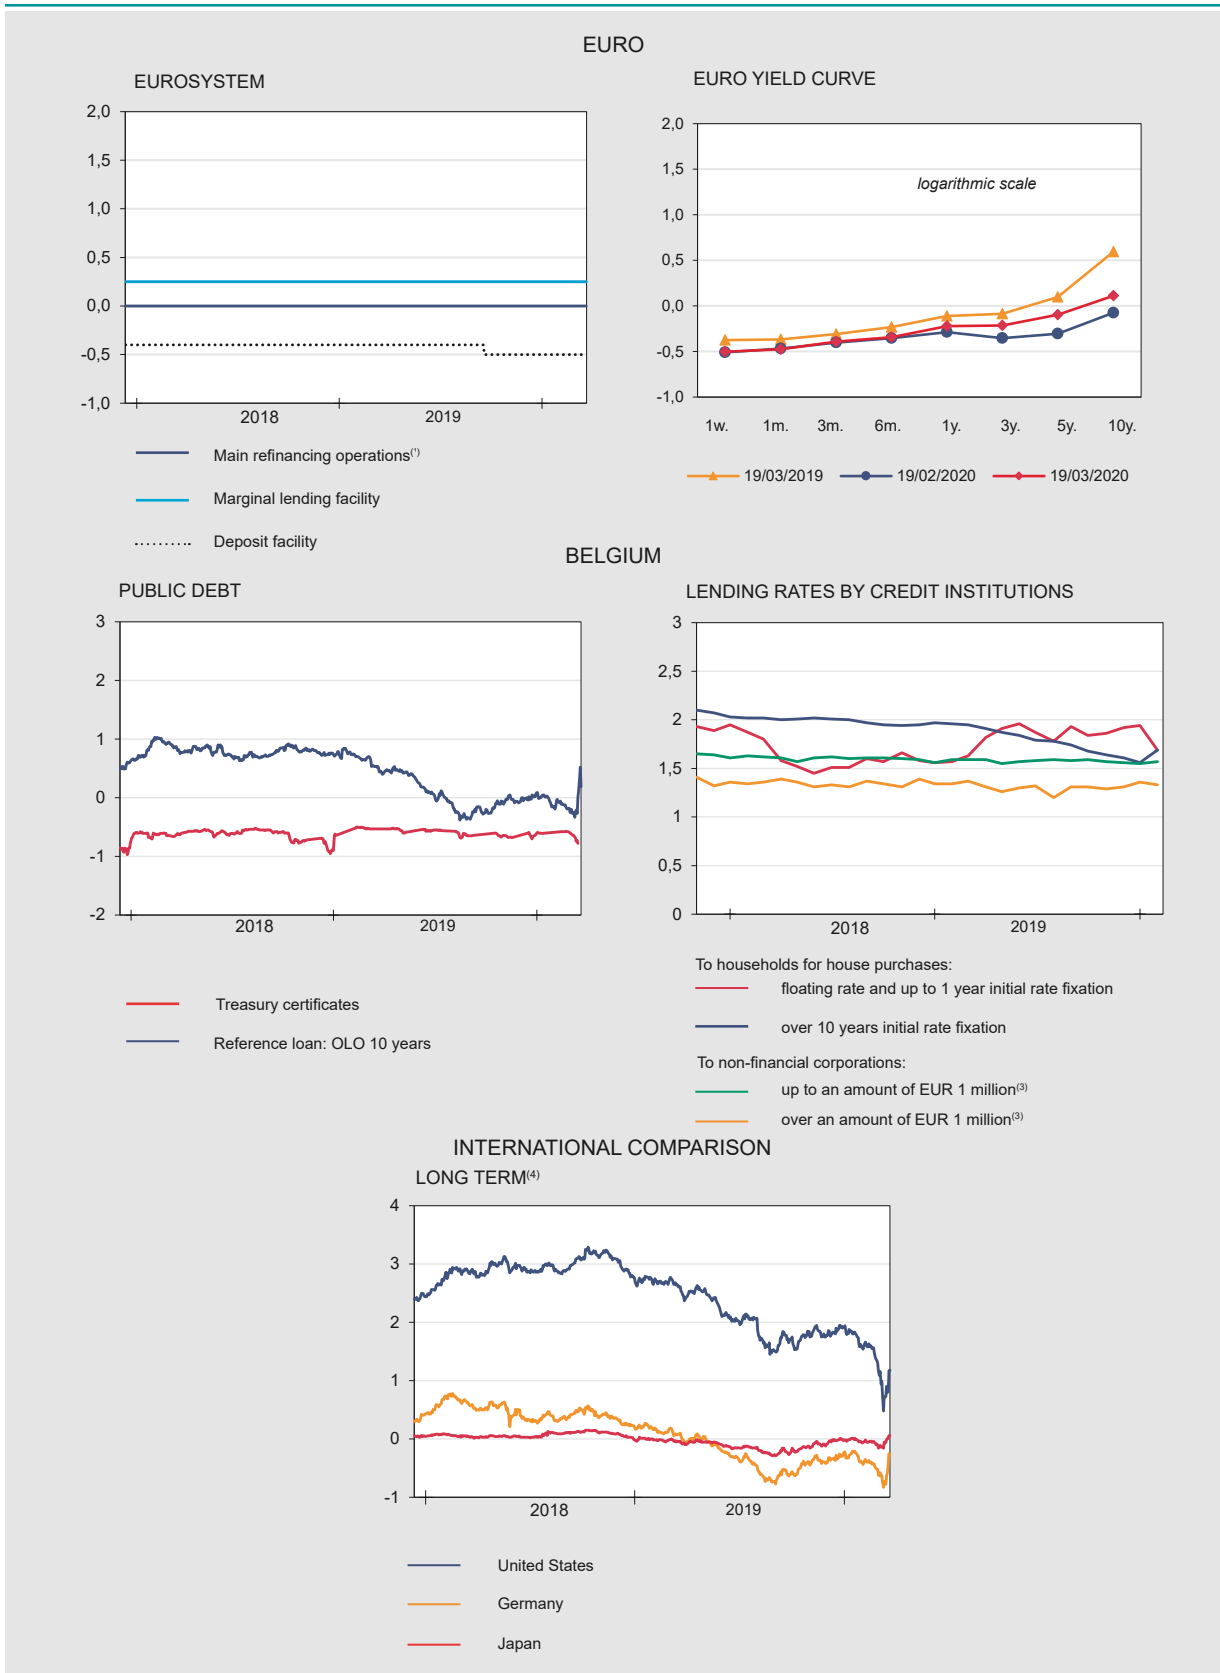 EURO
EUROSYSTEM
2,0
1,5
1,0
0,5
0,0
-0,5
-1,0
2018 2019
Main refinancing operations(¹)
Marginal lending facility
Deposit facility
EURO YIELD CURVE
2,0
1,5
1,0
0,5
0,0
-0,5
-1,0
logarithmic scale
1w. 1m. 3m. 6m. 1y. 3y. 5y. 10y.
19/03/2019 19/02/2020 19/03/2020
BELGIUM
PUBLIC DEBT
3
2
1
0
-1
-2
2018 2019
Treasury certificates
Reference loan: OLO 10 years
LENDING RATES BY CREDIT INSTITUTIONS
3
2,5
2
1,5
1
0,5
0
2018 2019
To households for house purchases:
floating rate and up to 1 year initial rate fixation
over 10 years initial rate fixation
To non-financial corporations:
up to an amount of EUR 1 million(3)
over an amount of EUR 1 million(3)
INTERNATIONAL COMPARISON
LONG TERM(4)
4
3
2
1
0
-1
2018 2019
United States
Germany
Japan